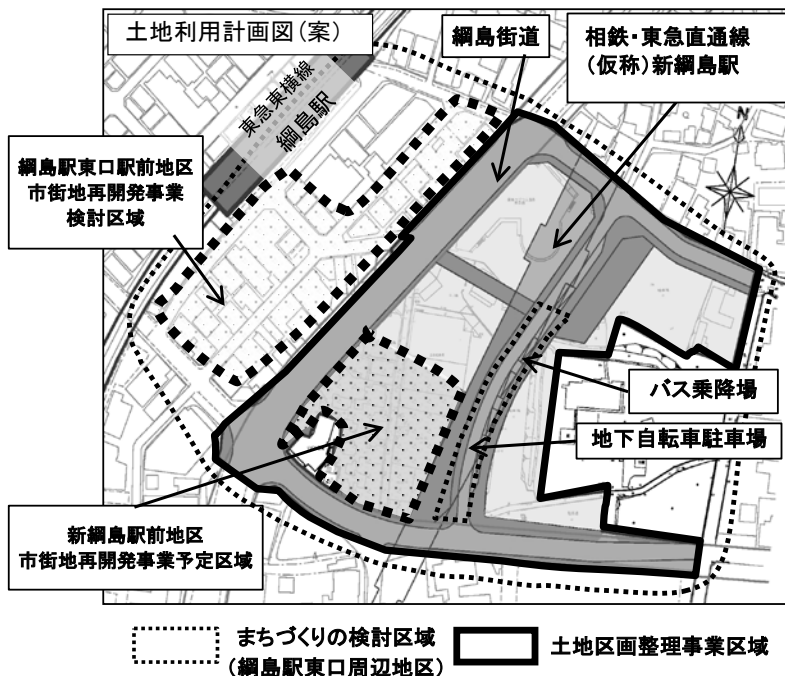 土地利用計画図(案)
綱島街道
相鉄・東急直通線
(仮称)新綱島駅
東急東横線
綱島駅
N
綱島駅東口駅前地区
市街地再開発事業
検討区域
バス乗降場
地下自転車駐車場
新綱島駅前地区
市街地再開発事業予定区域
まちづくりの検討区域
(綱島駅東口周辺地区)
土地区画整理事業区域